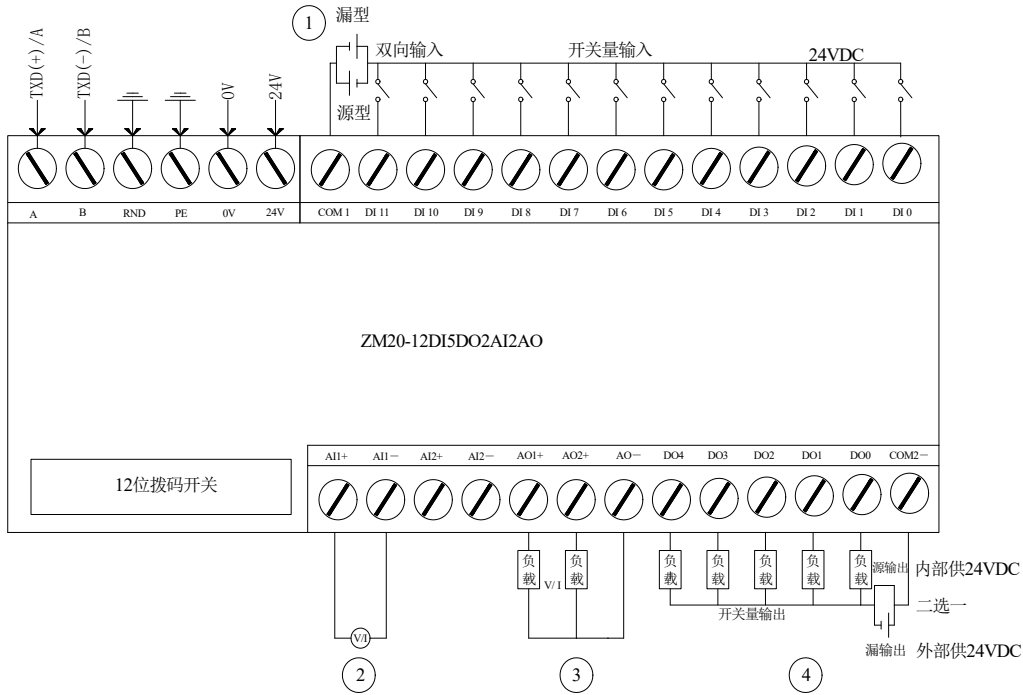 ① 漏型
TXD(+)/A
TXD(-)/B
0V
24V
双向输入
开关量输入
24VDC
源型
A B RND PE 0V 24V COM 1 DI 11 DI 10 DI 9 DI 8 DI 7 DI 6 DI 5 DI 4 DI 3 DI 2 DI 1 DI 0
ZM20-12DI5DO2AI2AO
AI1+ AI1− AI2+ AI2− AO1+ AO2+ AO− DO4 DO3 DO2 DO1 DO0 COM2−
12位拨码开关
负载
V/I
负载
负载
负载
负载
负载
负载
源输出 内部供24VDC
开关量输出
二选一
V/I
漏输出 外部供24VDC
②
③
④